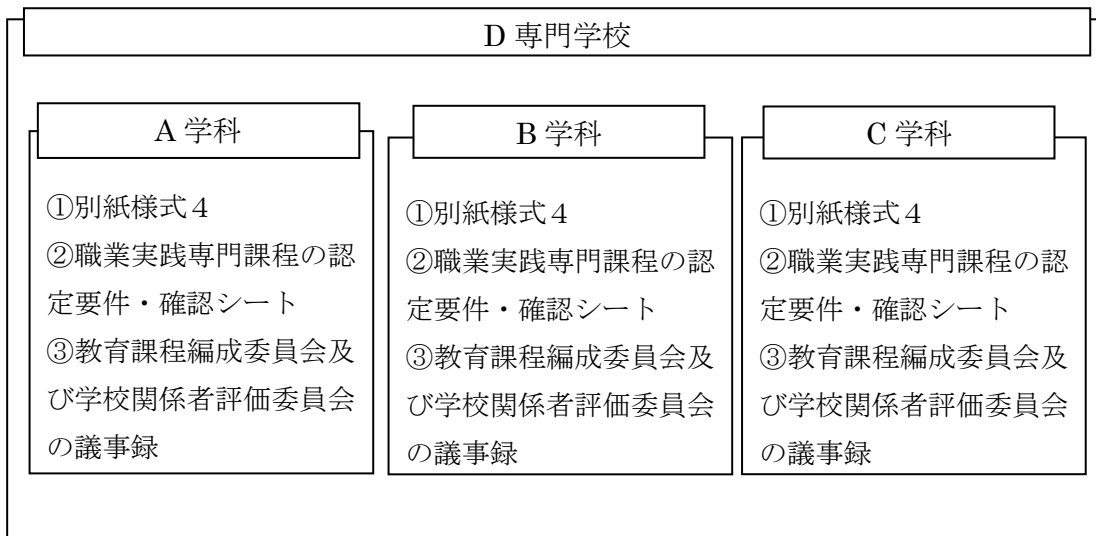 D 専門学校
A 学科
①別紙様式４
②職業実践専門課程の認
定要件・確認シート
③教育課程編成委員会及
び学校関係者評価委員会
の議事録
B 学科
①別紙様式４
②職業実践専門課程の認
定要件・確認シート
③教育課程編成委員会及
び学校関係者評価委員会
の議事録
C 学科
①別紙様式４
②職業実践専門課程の認
定要件・確認シート
③教育課程編成委員会及
び学校関係者評価委員会
の議事録